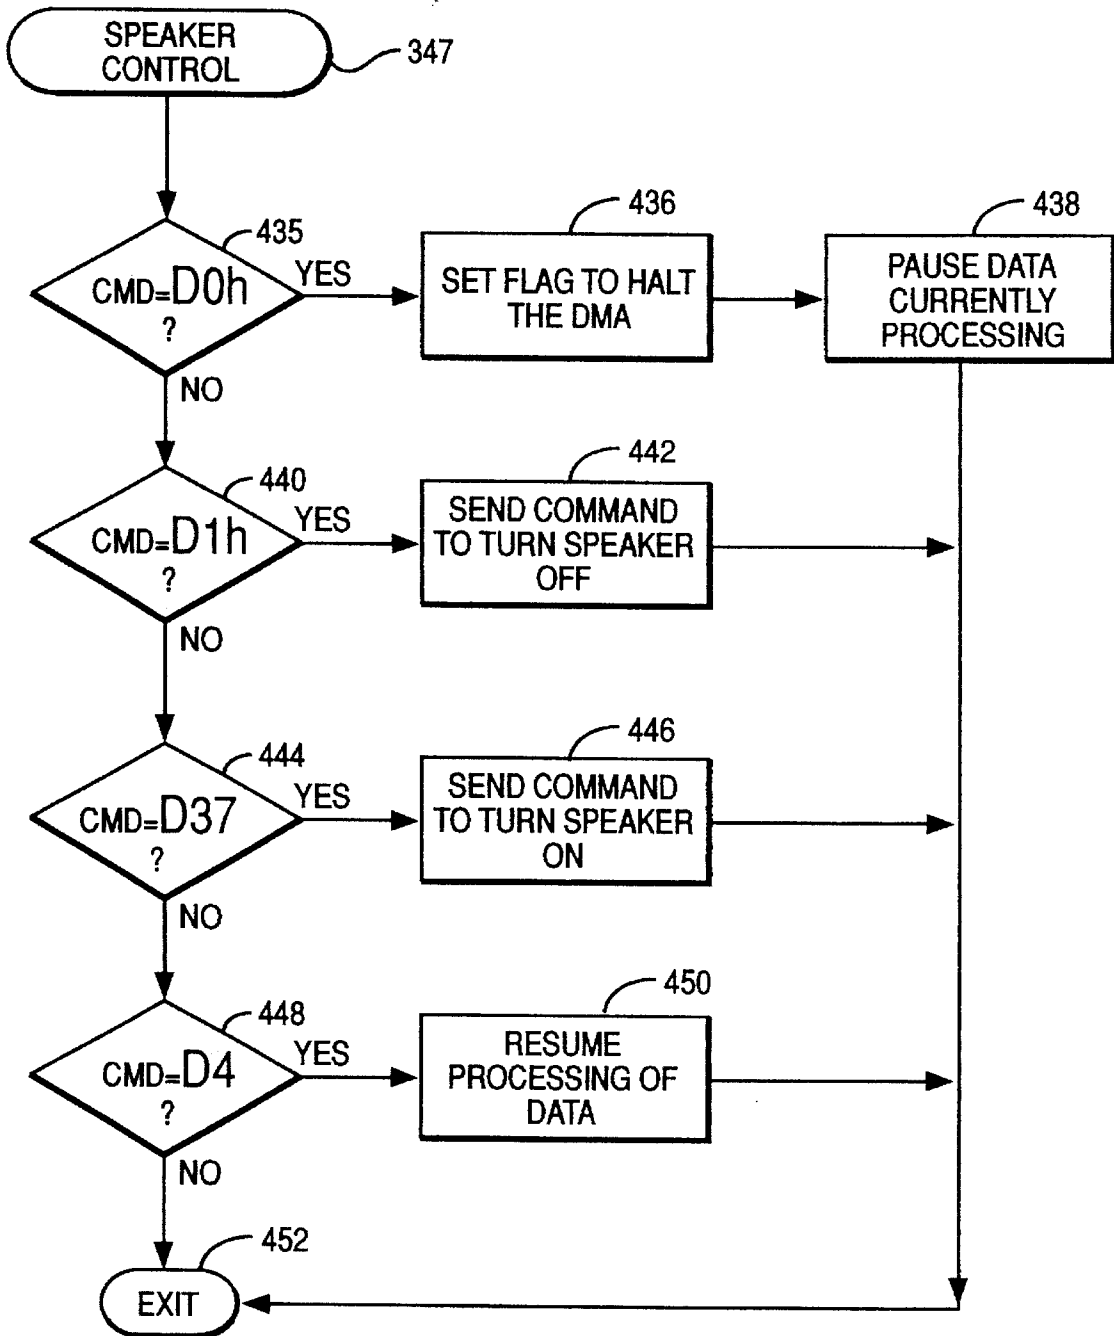 SPEAKER
CONTROL
347
435
CMD=D0h
?
YES
NO
436
SET FLAG TO HALT
THE DMA
438
PAUSE DATA
CURRENTLY
PROCESSING
440
CMD=D1h
?
YES
NO
442
SEND COMMAND
TO TURN SPEAKER
OFF
444
CMD=D37
?
YES
NO
446
SEND COMMAND
TO TURN SPEAKER
ON
448
CMD=D4
?
YES
NO
450
RESUME
PROCESSING OF
DATA
452
EXIT